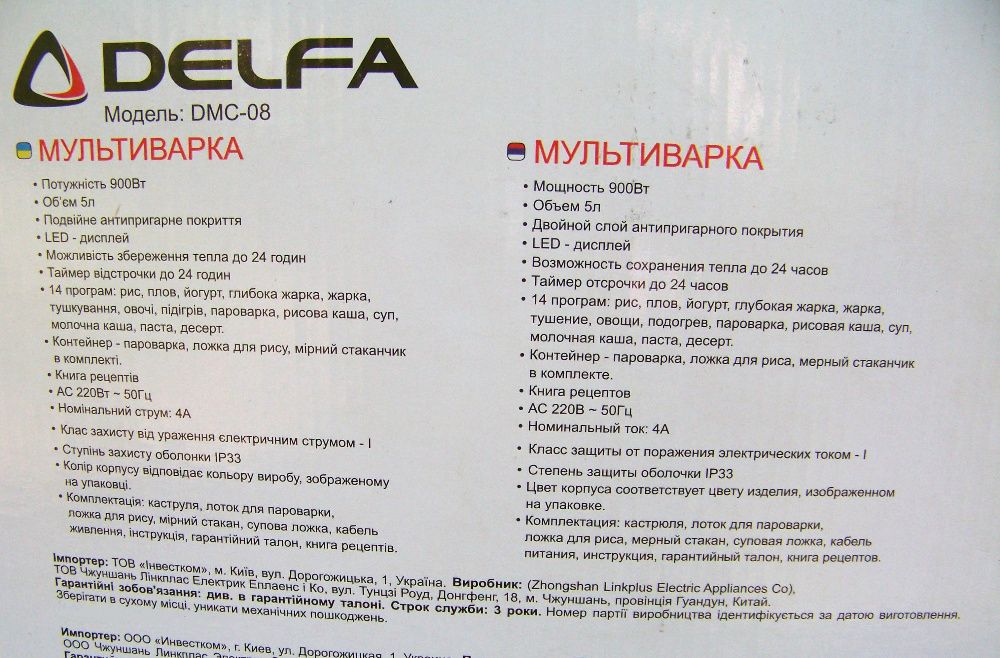 DELFA
Модель: DMC-08
МУЛЬТИВАРКА
• Потужність 900Вт
• Об'єм 5л
• Подвійне антипригарне покриття
• LED - дисплей
• Можливість збереження тепла до 24 годин
• Таймер відстрочки до 24 годин
• 14 програм: рис, плов, йогурт, глибока жарка, жарка,
тушкування, овочі, підігрів, пароварка, рисова каша, суп,
молочна каша, паста, десерт.
• Контейнер - пароварка, ложка для рису, мірний стаканчик
в комплекті.
• Книга рецептів
• АС 220Вт ~ 50Гц
• Номінальний струм: 4А
• Клас захисту від ураження єлектричним струмом - I
• Ступінь захисту оболонки IP33
• Колір корпусу відповідає кольору виробу, зображеному
на упаковці.
• Комплектація: каструля, лоток для пароварки,
ложка для рису, мірний стакан, супова ложка, кабель
живлення, інструкція, гарантійний талон, книга рецептів.
МУЛЬТИВАРКА
• Мощность 900Вт
• Объем 5л
• Двойной слой антипригарного покрытия
• LED - дисплей
• Возможность сохранения тепла до 24 часов
• Таймер отсрочки до 24 часов
• 14 програм: рис, плов, йогурт, глубокая жарка, жарка,
тушение, овощи, подогрев, пароварка, рисовая каша, суп,
молочная каша, паста, десерт.
• Контейнер - пароварка, ложка для риса, мерный стаканчик
в комплекте.
• Книга рецептов
• АС 220В ~ 50Гц
• Номинальный ток: 4А
• Класс защиты от поражения электрических током - I
• Степень защиты оболочки IP33
• Цвет корпуса соответствует цвету изделия, изображенном
на упаковке.
• Комплектация: кастрюля, лоток для пароварки,
ложка для риса, мерный стакан, суповая ложка, кабель
питания, инструкция, гарантийный талон, книга рецептов.
Імпортер: ТОВ «Інвестком», м. Київ, вул. Дорогожицька, 1, Україна. Виробник: (Zhongshan Linkplus Electric Appliances Co),
ТОВ Чжуншань Лінкплас Електрик Еплаенс і Ко, вул. Тунцзі Роуд, Донгфенг, 18, м. Чжуншань, провінція Гуандун, Китай.
Гарантійні зобов'язання: див. в гарантійному талоні. Строк служби: 3 роки. Номер партії виробництва ідентифікується за датою виготовлення.
Зберігати в сухому місці, уникати механічних пошкоджень.
Импортер: ООО «Инвестком», г. Киев, ул. Дорогожицкая, 1,
ООО Чжуншань Линкплас